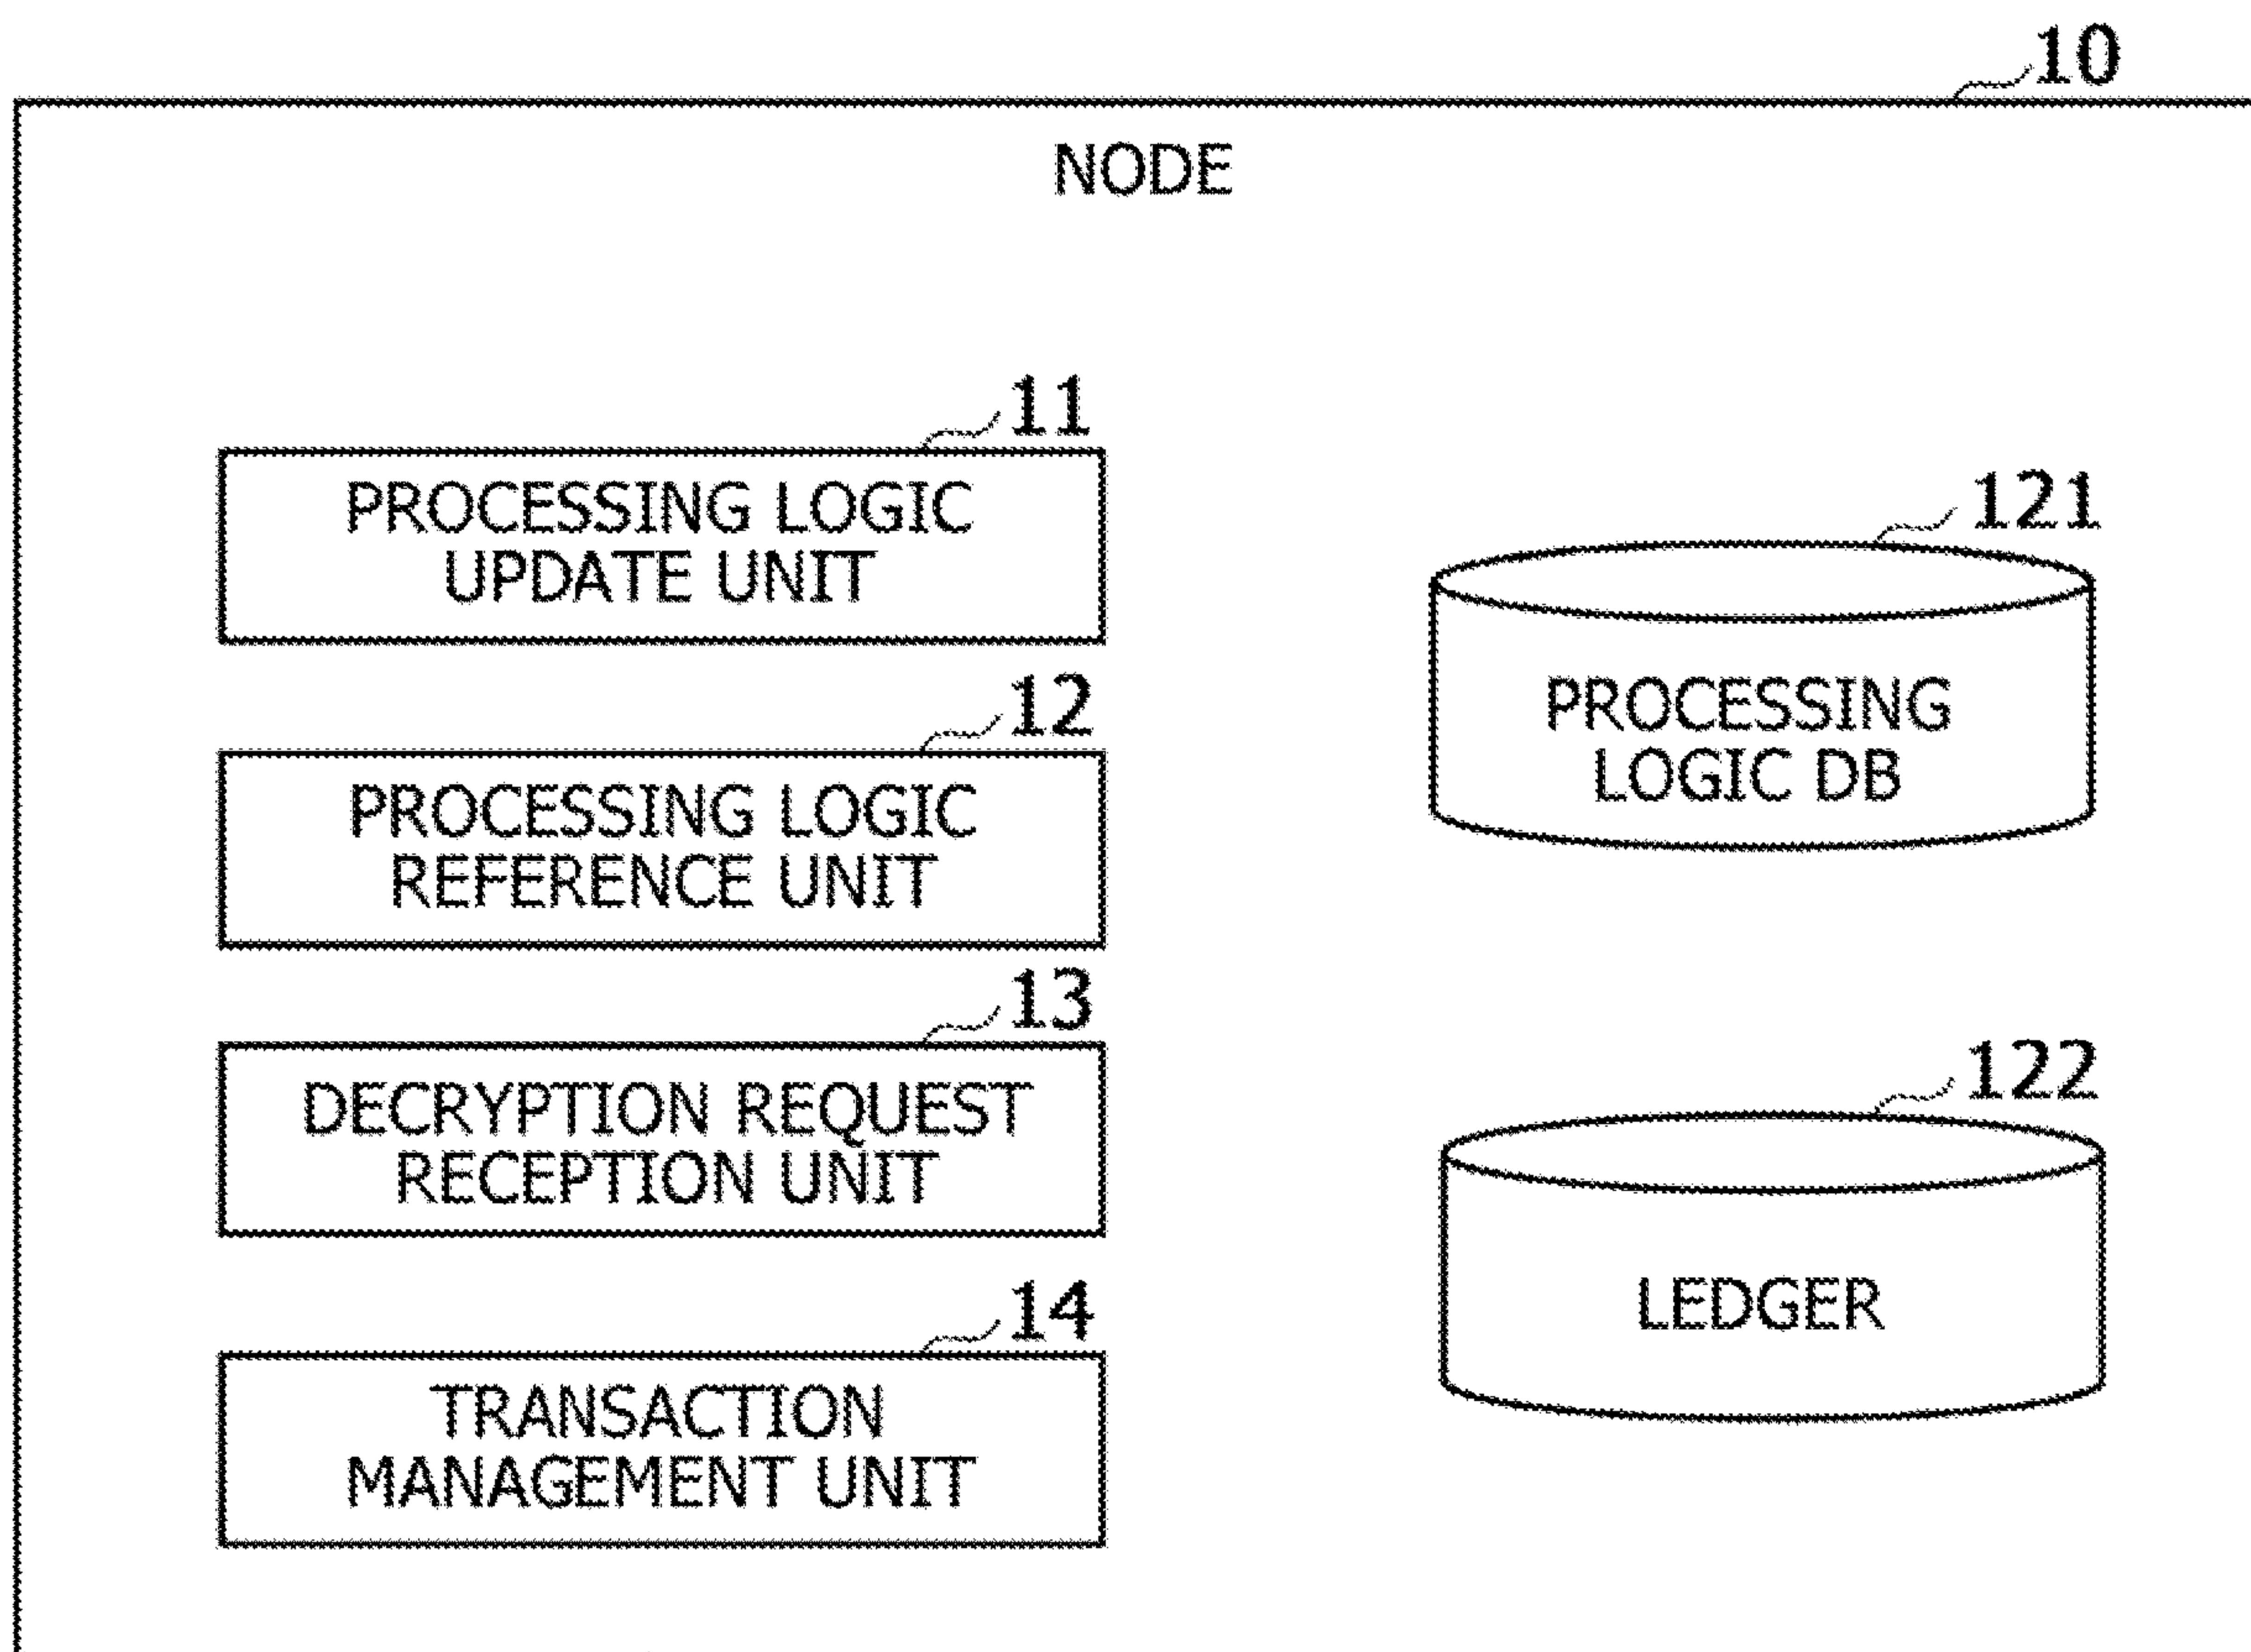 10
NODE
11
PROCESSING LOGIC
UPDATE UNIT
12
PROCESSING LOGIC
REFERENCE UNIT
13
DECRYPTION REQUEST
RECEPTION UNIT
14
TRANSACTION
MANAGEMENT UNIT
121
PROCESSING
LOGIC DB
122
LEDGER